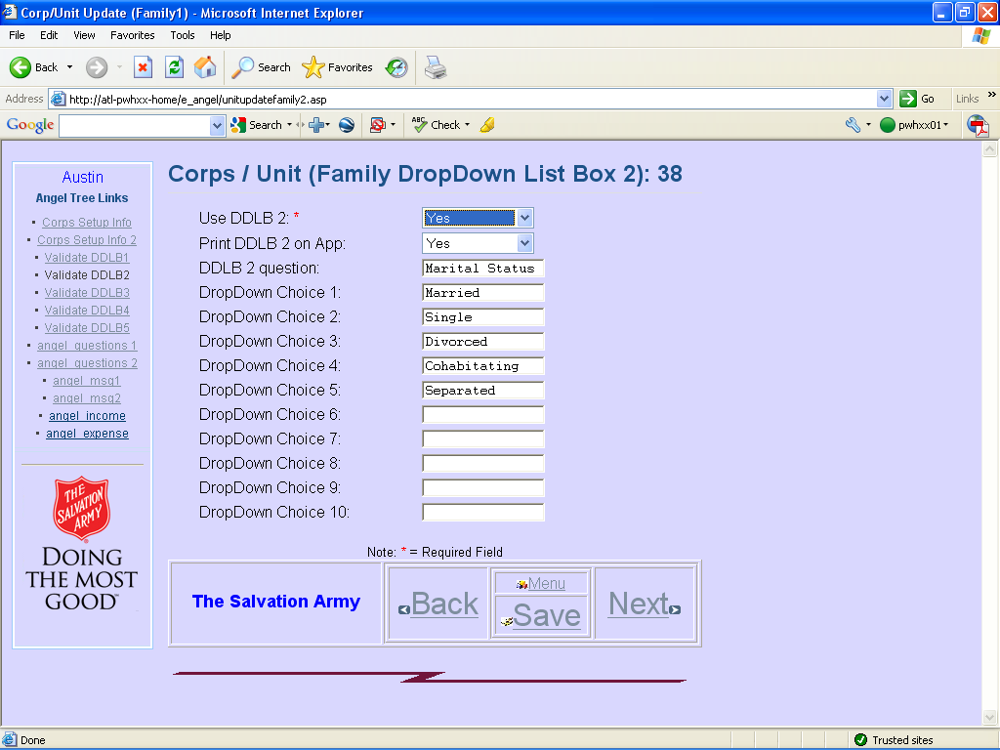 Corp/Unit Update (Family1) - Microsoft Internet Explorer
File Edit View Favorites Tools Help
Back Search Favorites
Address http://atl-pwhxx-home/e_angel/unitupdatefamily2.asp Go Links »
Google Search Check pwhxx01
Austin
Angel Tree Links
Corps Setup Info
Corps Setup Info 2
Validate DDLB1
Validate DDLB2
Validate DDLB3
Validate DDLB4
Validate DDLB5
angel_questions 1
angel_questions 2
angel_msg1
angel_msg2
angel_income
angel_expense
THE SALVATION ARMY
DOING
THE MOST
GOOD™
Corps / Unit (Family DropDown List Box 2): 38
Use DDLB 2: * Yes
Print DDLB 2 on App: Yes
DDLB 2 question: Marital Status
DropDown Choice 1: Married
DropDown Choice 2: Single
DropDown Choice 3: Divorced
DropDown Choice 4: Cohabitating
DropDown Choice 5: Separated
DropDown Choice 6:
DropDown Choice 7:
DropDown Choice 8:
DropDown Choice 9:
DropDown Choice 10:
Note: * = Required Field
The Salvation Army
Back
Menu
Save
Next
Done Trusted sites